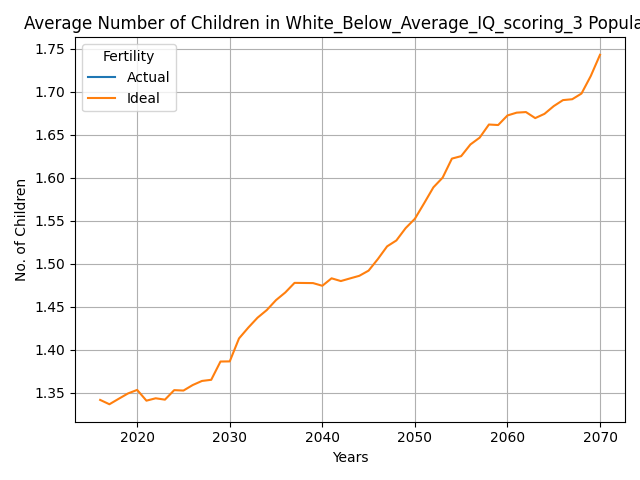 Average Number of Children in White_Below_Average_IQ_scoring_3 Popula
Fertility
Actual
Ideal
No. of Children
1.75
1.70
1.65
1.60
1.55
1.50
1.45
1.40
1.35
2020 2030 2040 2050 2060 2070
Years